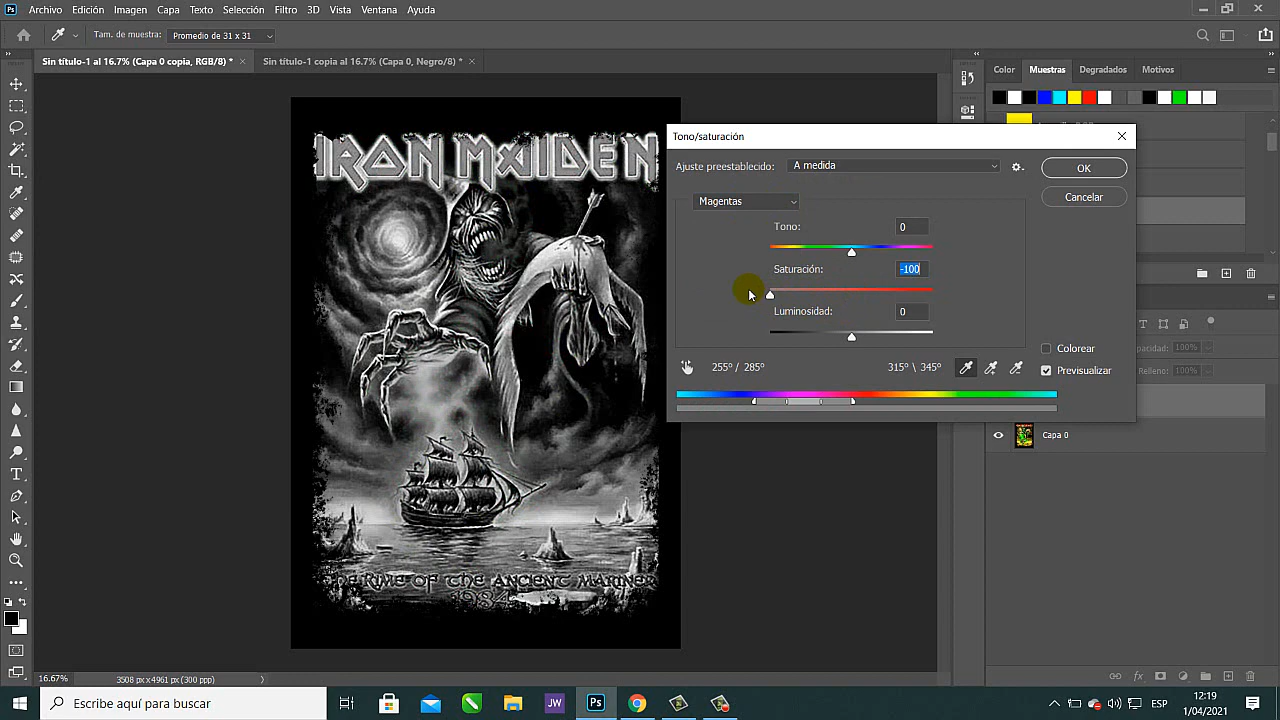 Ps Archivo Edición Imagen Capa Texto Selección Filtro 3D Vista Ventana Ayuda
Tam. de muestra: Promedio de 31 x 31
Sin título-1 al 16.7% (Capa 0 copia, RGB/8) * × Sin título-1 copia al 16.7% (Capa 0, Negro/8) * ×
Color Muestras Degradados Motivos
IRON MAIDEN
THE RIME OF THE ANCIENT MARINER
1984
Tono/saturación
Ajuste preestablecido: A medida
OK
Cancelar
Magentas
Tono: 0
Saturación: -100
Luminosidad: 0
255°/ 285° 315°\ 345°
Colorear
Previsualizar
Capa 0
16.67% 3508 px x 4961 px (300 ppp)
Escribe aquí para buscar
JW
Ps
ESP
12:19
1/04/2021